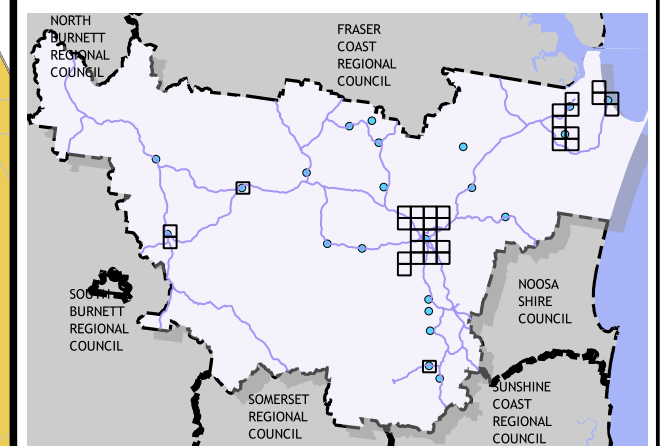 NORTH
BURNETT
REGIONAL
COUNCIL
FRASER
COAST
REGIONAL
COUNCIL
SOUTH
BURNETT
REGIONAL
COUNCIL
NOOSA
SHIRE
COUNCIL
SOMERSET
REGIONAL
COUNCIL
SUNSHINE
COAST
REGIONAL
COUNCIL